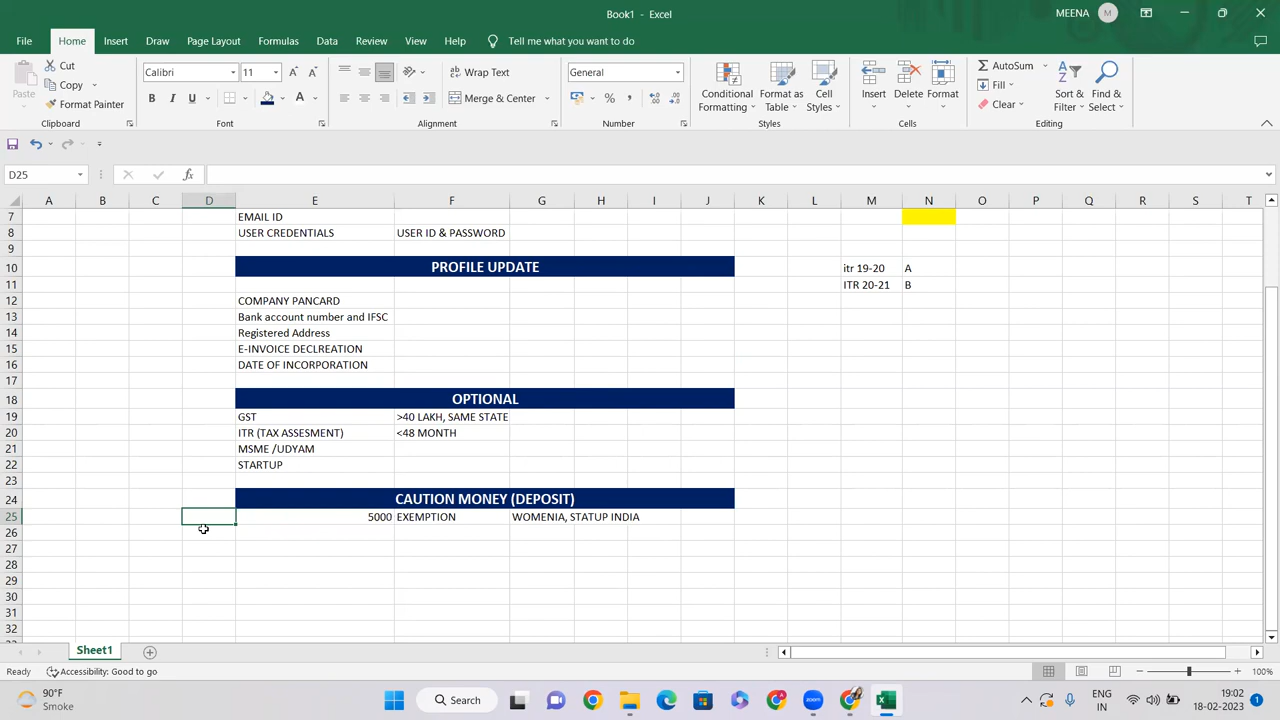 Book1 - Excel
MEENA M
File Home Insert Draw Page Layout Formulas Data Review View Help Tell me what you want to do
Paste Cut Copy Format Painter Clipboard
Calibri 11 A A B I U A Font
Wrap Text Merge & Center Alignment
General % , Number
Conditional Formatting Format as Table Cell Styles Styles
Insert Delete Format Cells
AutoSum Fill Clear Sort & Filter Find & Select Editing
D25 fx
A B C D E F G H I J K L M N O P Q R S T
7 EMAIL ID
8 USER CREDENTIALS USER ID & PASSWORD
9
10 PROFILE UPDATE itr 19-20 A
11 ITR 20-21 B
12 COMPANY PANCARD
13 Bank account number and IFSC
14 Registered Address
15 E-INVOICE DECLREATION
16 DATE OF INCORPORATION
17
18 OPTIONAL
19 GST >40 LAKH, SAME STATE
20 ITR (TAX ASSESMENT) <48 MONTH
21 MSME /UDYAM
22 STARTUP
23
24 CAUTION MONEY (DEPOSIT)
25 5000 EXEMPTION WOMENIA, STATUP INDIA
26
27
28
29
30
31
32
Sheet1
Ready Accessibility: Good to go 100%
90°F Smoke Search zoom ENG IN 19:02 18-02-2023 1